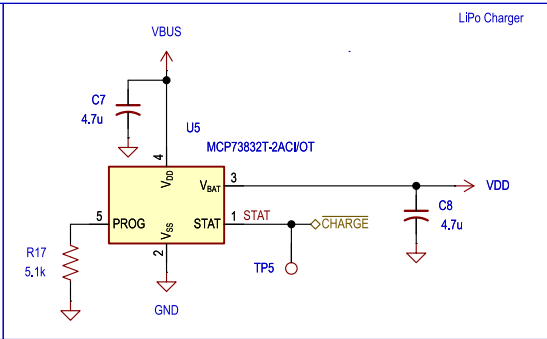 LiPo Charger
VBUS
C7
4.7u
U5
MCP73832T-2ACI/OT
4
VDD
3
VBAT
VDD
5
PROG
STAT
1
STAT
CHARGE
C8
4.7u
VSS
2
R17
5.1k
TP5
GND